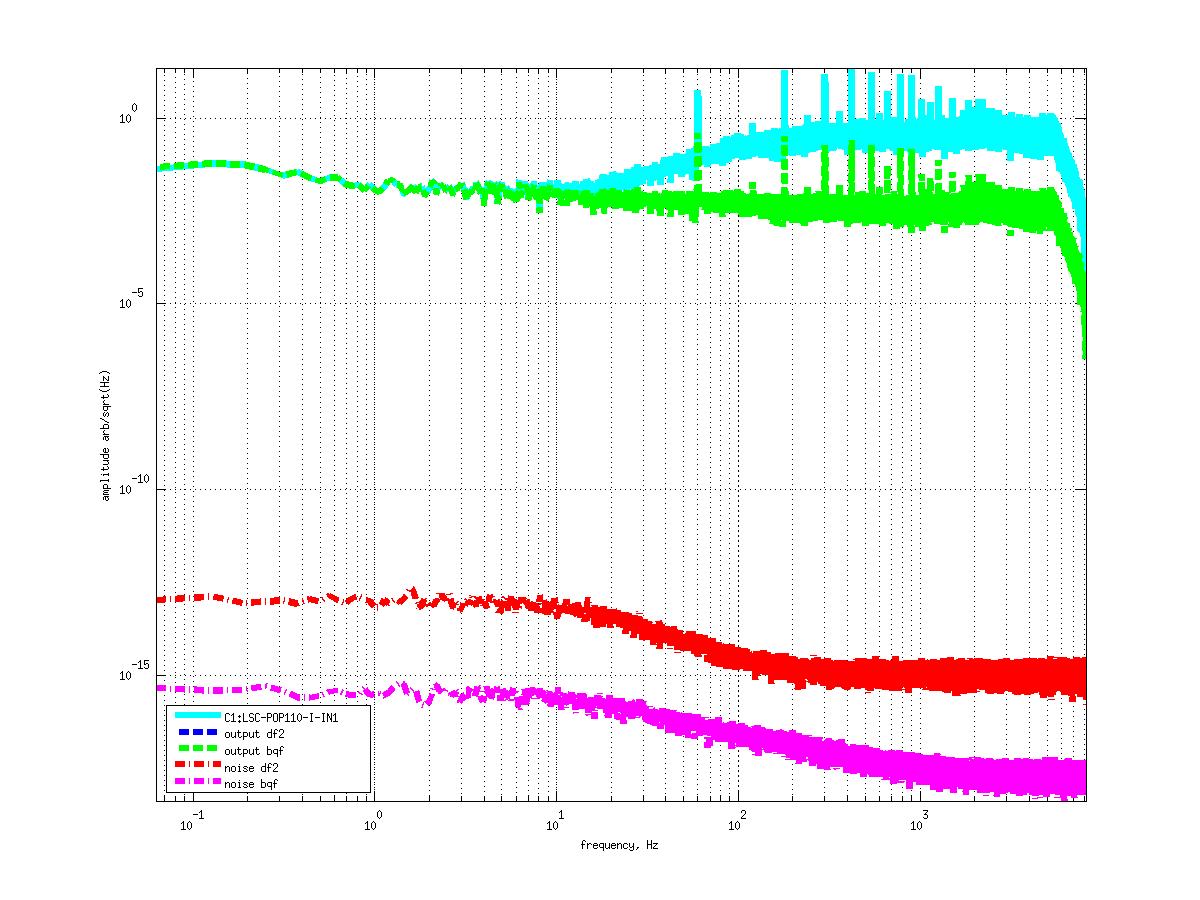 10^0
10^-5
10^-10
10^-15
amplitude arb/sqrt(Hz)
C1:LSC-POP110-I-IN1
output df2
output bqf
noise df2
noise bqf
10^-1 10^0 10^1 10^2 10^3
frequency, Hz